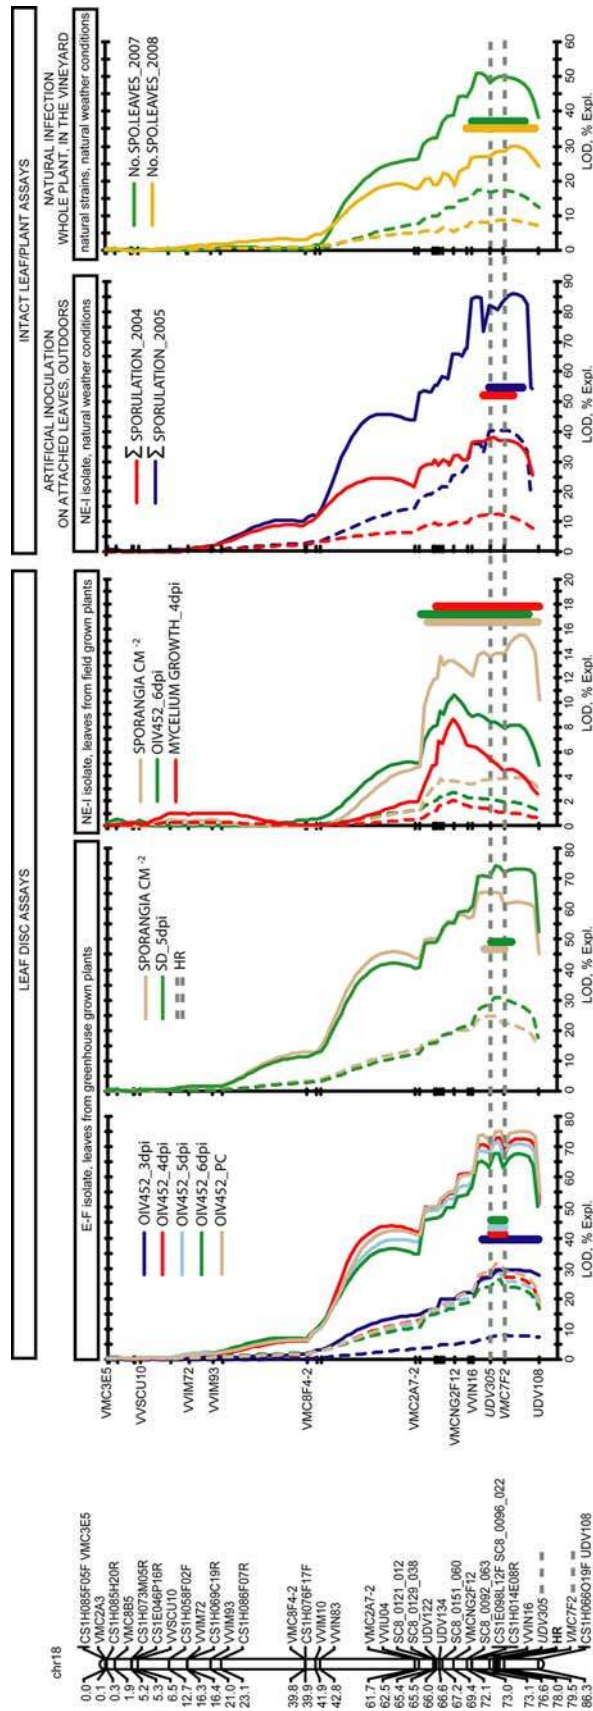 LEAF DISC ASSAYS
INTACT LEAF/PLANT ASSAYS
ARTIFICIAL INOCULATION
ON ATTACHED LEAVES, OUTDOORS
NATURAL INFECTION
WHOLE PLANT, IN THE VINEYARD
E-F isolate, leaves from greenhouse grown plants
NE-I isolate, leaves from field grown plants
NE-I isolate, natural weather conditions
natural strains, natural weather conditions
chr18
0.0
0.1
0.3
1.9
5.2
5.3
6.5
12.7
16.3
16.4
21.0
23.1
39.8
39.9
41.9
42.8
61.7
62.5
65.4
65.5
66.0
66.6
67.2
69.4
72.1
73.0
73.1
76.6
78.0
79.5
86.3
CS1H085F05F VMC3E5
VMC2A3
CS1H085H20R
VMC8B5
CS1H073M05R
CS1E046P16R
VVSCU10
CS1H058F02F
VVIM72
CS1H069C19R
VVIM93
CS1H086F07R
VMC8F4-2
CS1H076F17F
VVIM10
VVIN83
VMC2A7-2
VVIU04
SC8_0121_012
SC8_0129_038
UDV122
UDV134
SC8_0151_060
VMCNG2F12
SC8_0092_063
CS1E098L12F SC8_0096_022
CS1H014E08R
VVIN16
UDV305
HR
VMC7F2
CS1H066O19F UDV108
VMC3E5
VVSCU10
VVIM72
VVIM93
VMC8F4-2
VMC2A7-2
VMCNG2F12
VVIN16
UDV305
VMC7F2
UDV108
OIV452_3dpi
OIV452_4dpi
OIV452_5dpi
OIV452_6dpi
OIV452_PC
0 10 20 30 40 50 60 70 80
LOD, % Expl.
SPORANGIA CM -2
SD_5dpi
HR
0 10 20 30 40 50 60 70 80
LOD, % Expl.
SPORANGIA CM -2
OIV452_6dpi
MYCELIUM GROWTH_4dpi
0 2 4 6 8 10 12 14 16 18 20
LOD, % Expl.
∑ SPORULATION_2004
∑ SPORULATION_2005
0 10 20 30 40 50 60 70 80 90
LOD, % Expl.
No.SPO.LEAVES_2007
No.SPO.LEAVES_2008
0 10 20 30 40 50 60
LOD, % Expl.